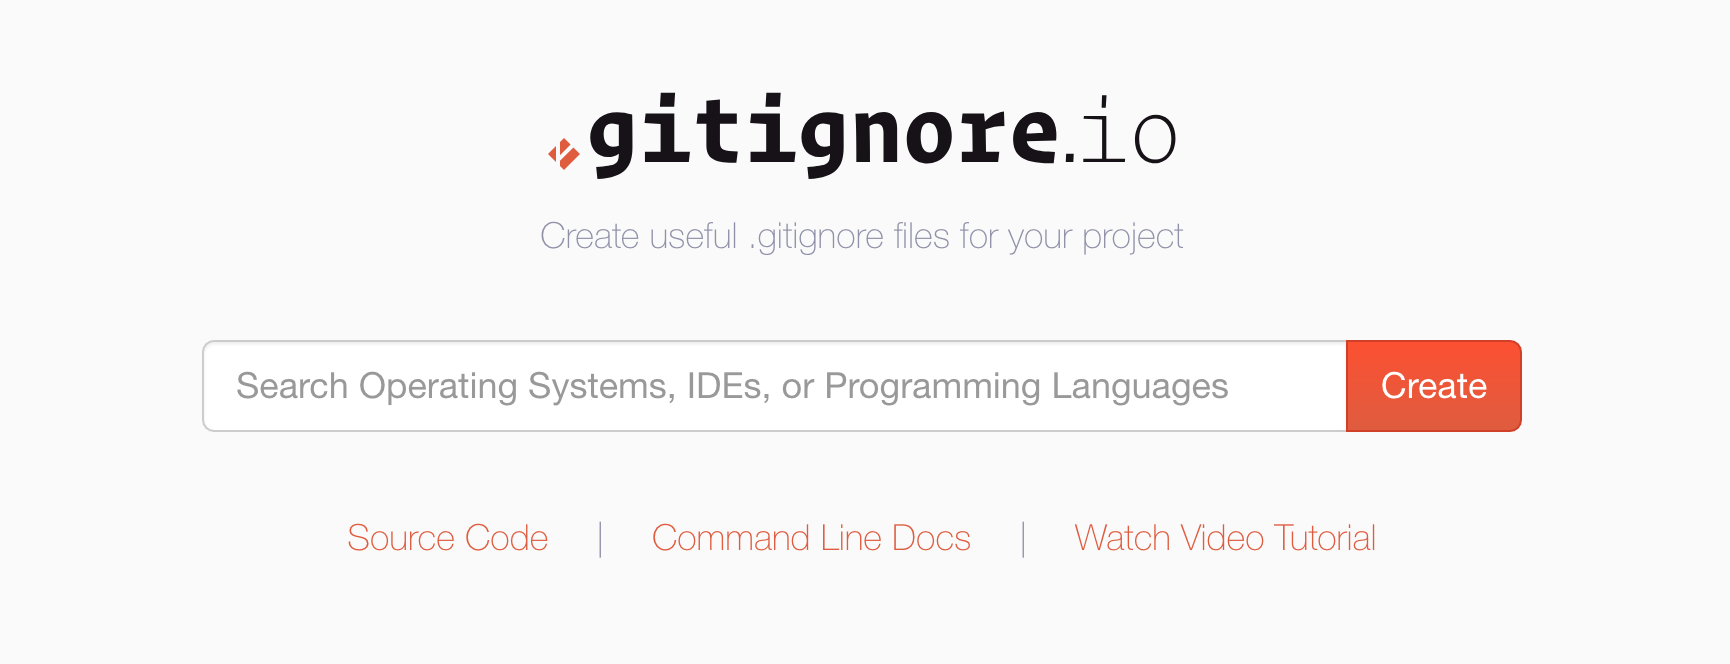 .gitignore.io
Create useful .gitignore files for your project
Search Operating Systems, IDEs, or Programming Languages
Create
Source Code | Command Line Docs | Watch Video Tutorial